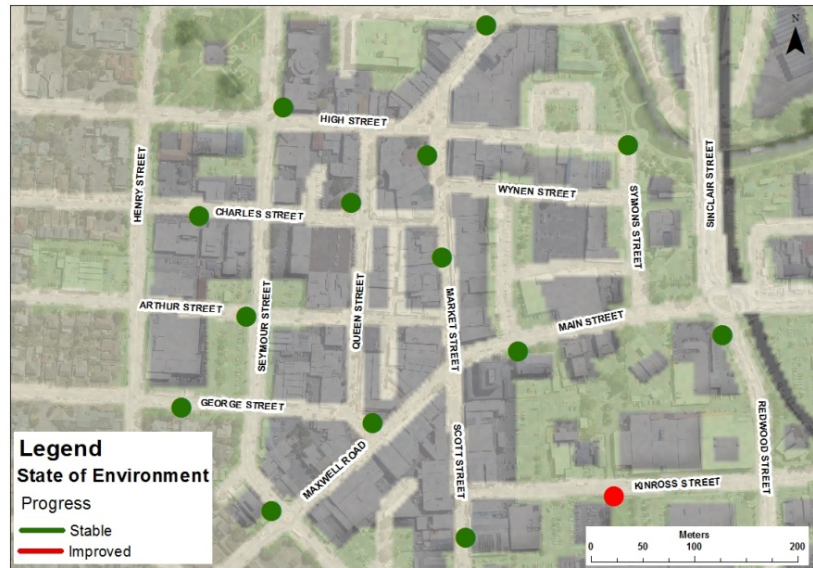 N
HIGH STREET
HENRY STREET
WYNEN STREET
SYMONS STREET
SINCLAIR STREET
CHARLES STREET
ARTHUR STREET
SEYMOUR STREET
QUEEN STREET
MARKET STREET
MAIN STREET
GEORGE STREET
MAXWELL ROAD
SCOTT STREET
REDWOOD STREET
KINROSS STREET
Legend
State of Environment
Progress
Stable
Improved
Meters
0 50 100 200